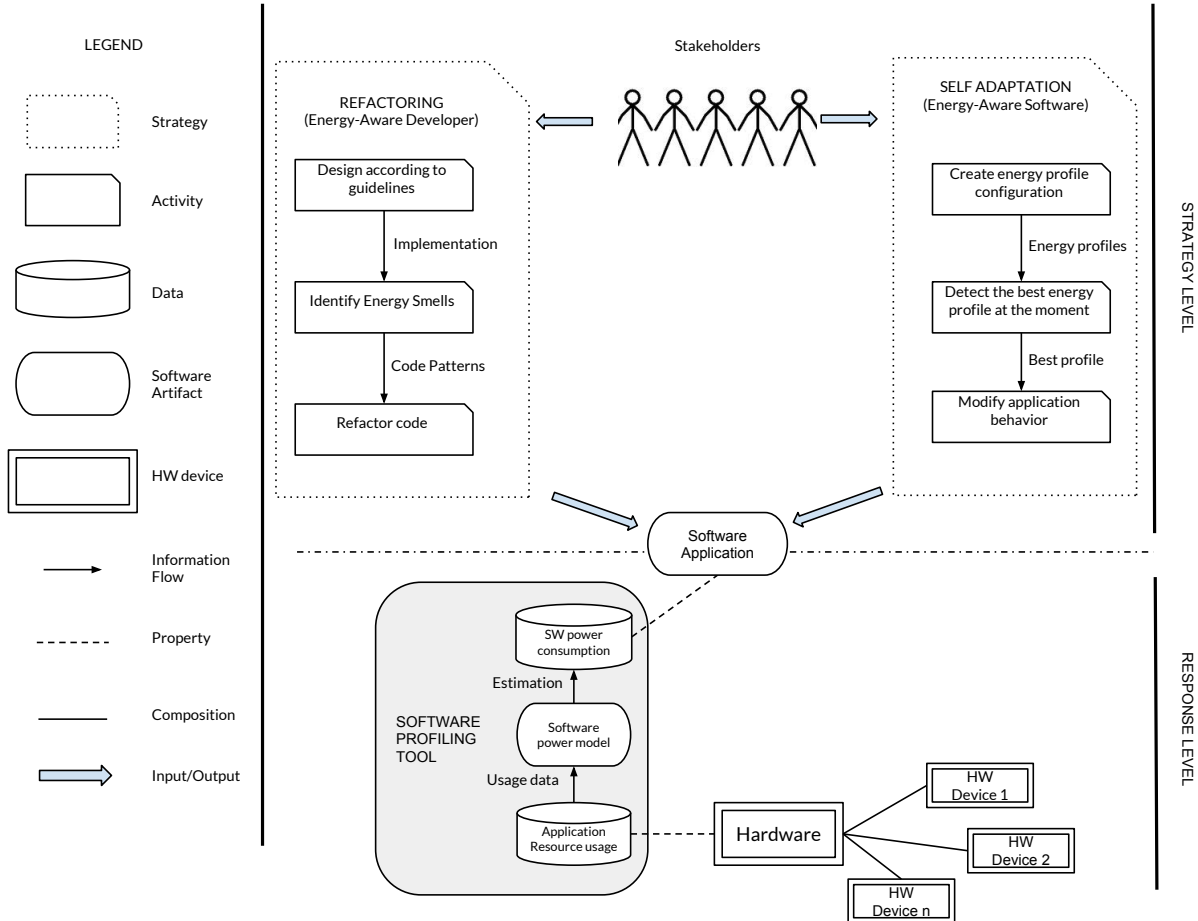 LEGEND
Strategy
Activity
Data
Software
Artifact
HW device
Information
Flow
Property
Composition
Input/Output
Stakeholders
REFACTORING
(Energy-Aware Developer)
Design according to
guidelines
Implementation
Identify Energy Smells
Code Patterns
Refactor code
SELF ADAPTATION
(Energy-Aware Software)
Create energy profile
configuration
Energy profiles
Detect the best energy
profile at the moment
Best profile
Modify application
behavior
STRATEGY LEVEL
Software
Application
SW power
consumption
Estimation
SOFTWARE
PROFILING
TOOL
Software
power model
Usage data
Application
Resource usage
Hardware
HW
Device 1
HW
Device 2
HW
Device n
RESPONSE LEVEL